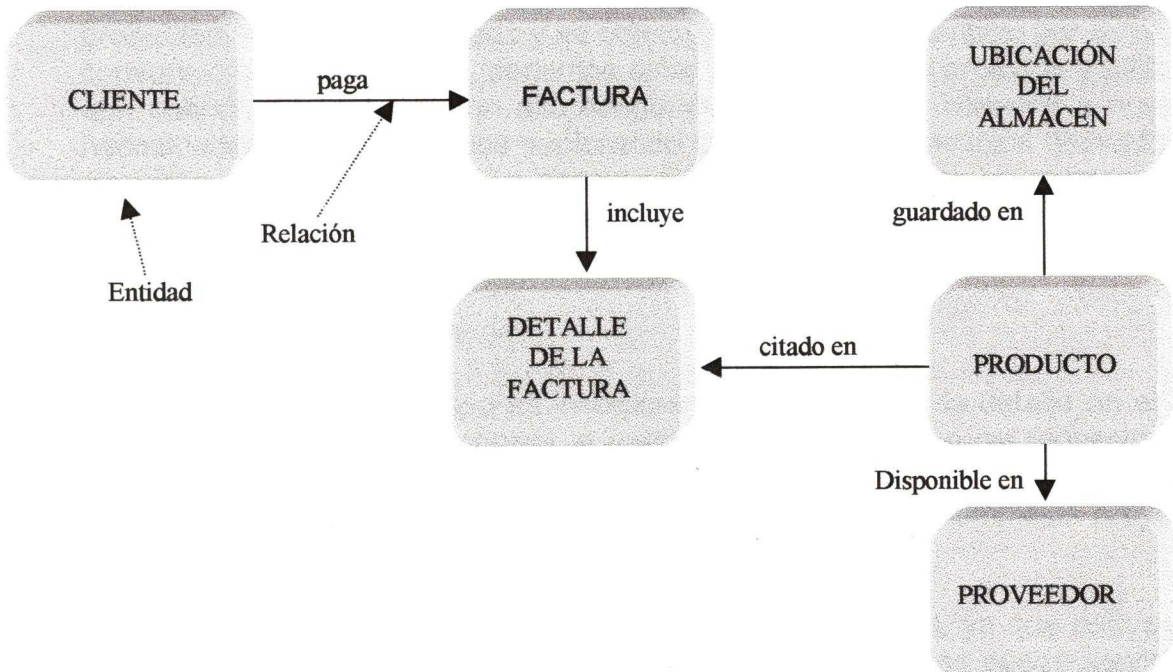 CLIENTE
paga
FACTURA
UBICACIÓN
DEL
ALMACEN
Relación
incluye
guardado en
Entidad
DETALLE
DE LA
FACTURA
citado en
PRODUCTO
Disponible en
PROVEEDOR